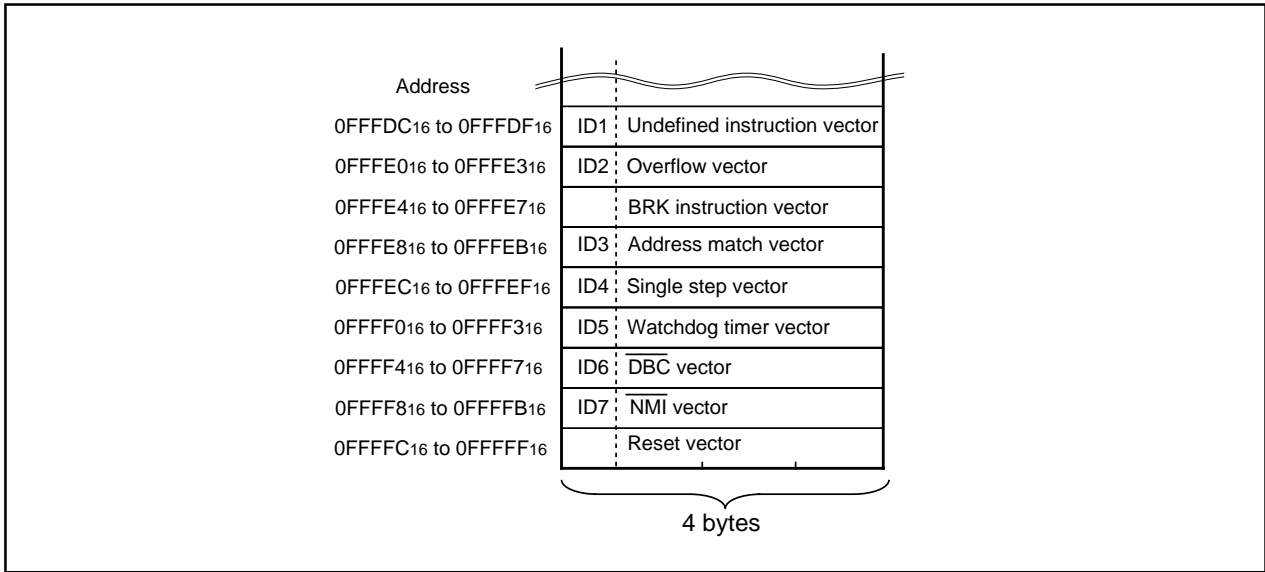 Address
0FFFDC16 to 0FFFDF16 ID1 Undefined instruction vector
0FFFE016 to 0FFFE316 ID2 Overflow vector
0FFFE416 to 0FFFE716 BRK instruction vector
0FFFE816 to 0FFFEB16 ID3 Address match vector
0FFFEC16 to 0FFFEF16 ID4 Single step vector
0FFFF016 to 0FFFF316 ID5 Watchdog timer vector
0FFFF416 to 0FFFF716 ID6 DBC vector
0FFFF816 to 0FFFFB16 ID7 NMI vector
0FFFFC16 to 0FFFFF16 Reset vector
4 bytes